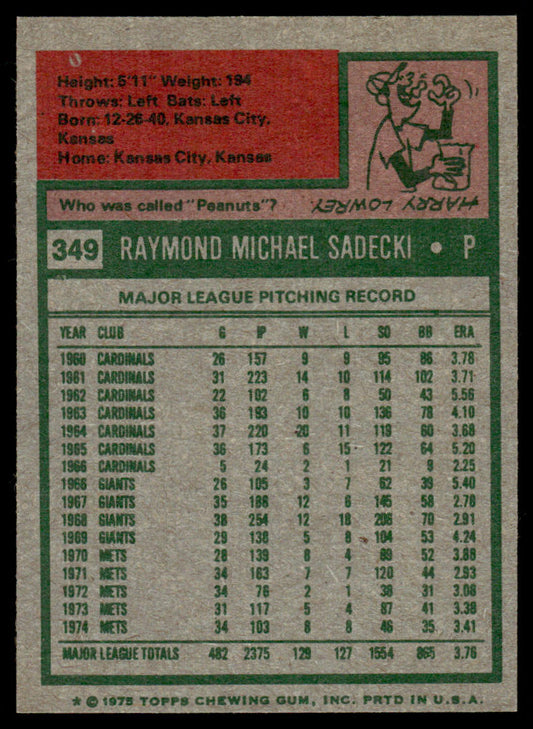 Height: 5'11" Weight: 194
Throws: Left Bats: Left
Born: 12-26-40, Kansas City,
Kansas
Home: Kansas City, Kansas
Who was called "Peanuts"?
HARRY LOWREY
349 RAYMOND MICHAEL SADECKI • P
MAJOR LEAGUE PITCHING RECORD
YEAR CLUB G IP W L SO BB ERA
1960 CARDINALS 26 157 9 9 95 86 3.78
1961 CARDINALS 31 223 14 10 114 102 3.71
1962 CARDINALS 22 102 6 8 50 43 5.56
1963 CARDINALS 36 193 10 10 136 78 4.10
1964 CARDINALS 37 220 20 11 119 60 3.68
1965 CARDINALS 36 173 6 15 122 64 5.20
1966 CARDINALS 5 24 2 1 21 9 2.25
1966 GIANTS 26 105 3 7 62 39 5.40
1967 GIANTS 35 188 12 6 145 58 2.78
1968 GIANTS 38 254 12 18 206 70 2.91
1969 GIANTS 29 138 5 8 104 53 4.24
1970 METS 28 139 8 4 89 52 3.88
1971 METS 34 163 7 7 120 44 2.93
1972 METS 34 76 2 1 38 31 3.08
1973 METS 31 117 5 4 87 41 3.38
1974 METS 34 103 8 8 46 35 3.41
MAJOR LEAGUE TOTALS 482 2375 129 127 1554 865 3.76
* © 1975 TOPPS CHEWING GUM, INC. PRTD IN U.S.A.